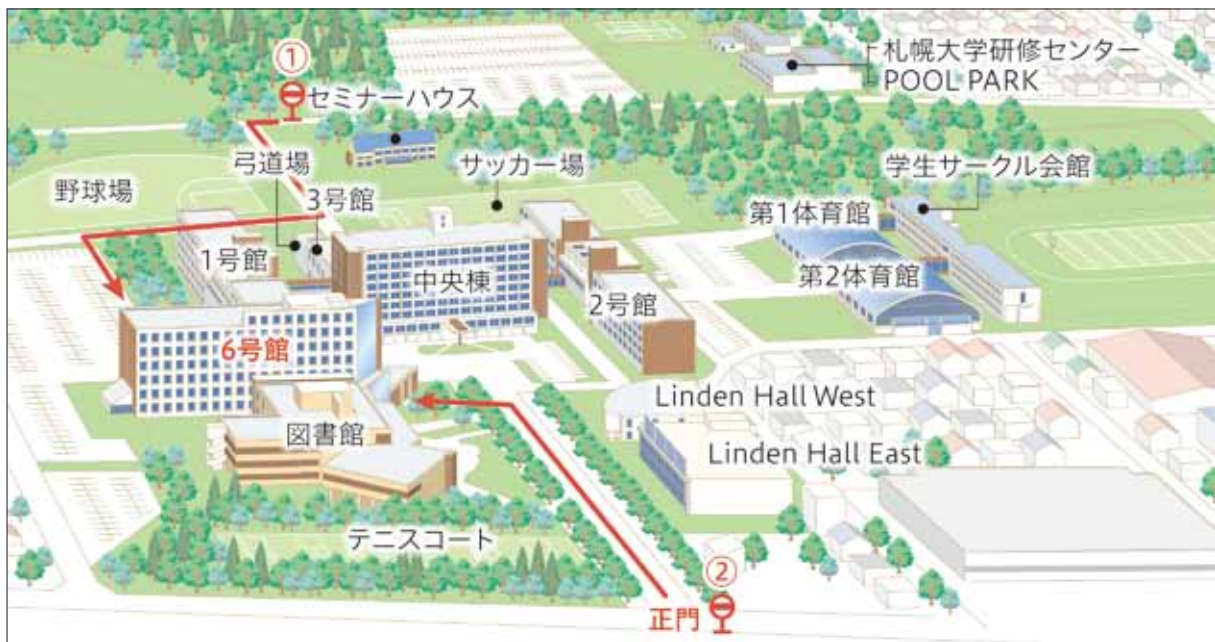 ①
札幌大学研修センター
POOL PARK
セミナーハウス
弓道場
サッカー場
学生サークル会館
野球場
3号館
第1体育館
1号館
中央棟
第2体育館
2号館
6号館
Linden Hall West
図書館
Linden Hall East
テニスコート
②
正門